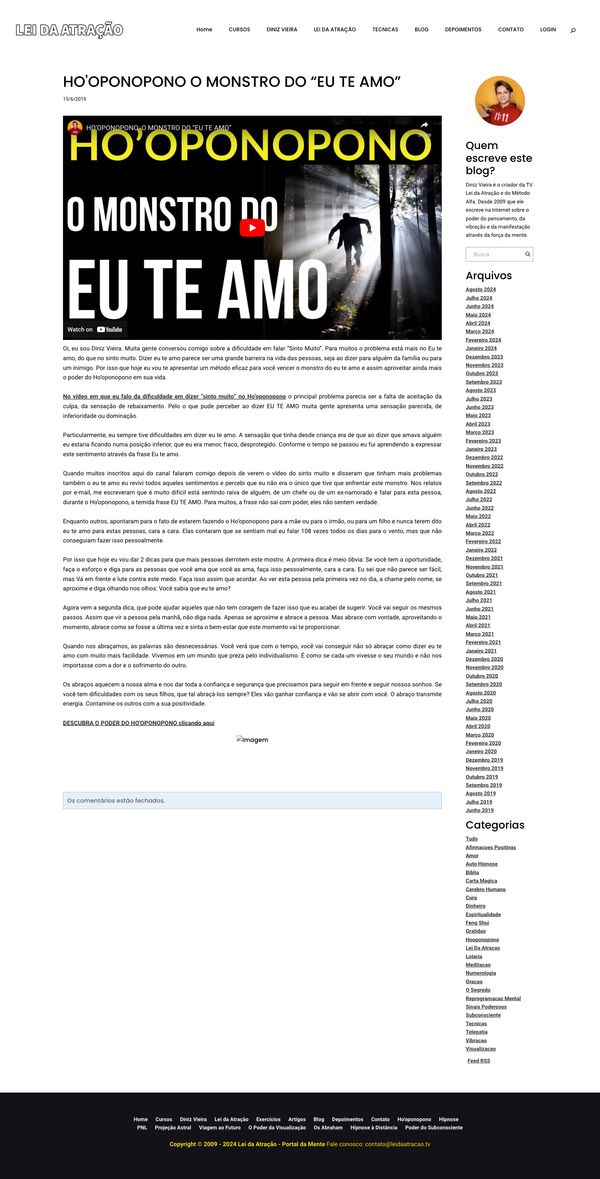 LEI DA ATRAÇÃO
Home CURSOS DINIZ VIEIRA LEI DA ATRAÇÃO TECNICAS BLOG DEPOIMENTOS CONTATO LOGIN
HO'OPONOPONO O MONSTRO DO “EU TE AMO”
15/6/2019
HO'OPONOPONO O MONSTRO DO "EU TE AMO"
HO'OPONOPONO
O MONSTRO DO
EU TE AMO
Watch on YouTube
Oi, eu sou Diniz Vieira. Muita gente conversou comigo sobre a dificuldade em falar “Sinto Muito”. Para muitos o problema está mais no Eu te
amo, do que no sinto muito. Dizer eu te amo parece ser uma grande barreira na vida das pessoas, seja ao dizer para alguém da família ou para
um inimigo. Por isso que hoje eu vou te apresentar um método eficaz para você vencer o monstro do eu te amo e assim aproveitar ainda mais
o poder do Ho’oponopono em sua vida.
No vídeo em que eu falo da dificuldade em dizer “sinto muito” no Ho’oponopono o principal problema parecia ser a falta de aceitação da
culpa, da sensação de rebaixamento. Pelo o que pude perceber ao dizer EU TE AMO muita gente apresenta uma sensação parecida, de
inferioridade ou dominação.
Particularmente, eu sempre tive dificuldades em dizer eu te amo. A sensação que tinha desde criança era de que ao dizer que amava alguém
eu estaria ficando numa posição inferior, que eu era menor, fraco, desprotegido. Conforme o tempo se passou eu fui aprendendo a expressar
este sentimento através da frase Eu te amo.
Quando muitos inscritos aqui do canal falaram comigo depois de verem o vídeo do sinto muito e disseram que tinham mais problemas
também o eu te amo eu revivi todos aqueles sentimentos e percebi que eu não era o único que tive que enfrentar este monstro. Nos relatos
por e-mail, me escreveram que é muito difícil está sentindo raiva de alguém, de um chefe ou de um ex-namorado e falar para esta pessoa,
durante o Ho’oponopono, a temida frase EU TE AMO. Para muitos, a frase não sai com poder, eles não sentem verdade.
Enquanto outros, apontaram para o fato de estarem fazendo o Ho’oponopono para a mãe ou para o irmão, ou para um filho e nunca terem dito
eu te amo para estas pessoas, cara a cara. Elas contaram que se sentiam mal eu falar 108 vezes todos os dias para o vento, mas que não
conseguiam fazer isso pessoalmente.
Por isso que hoje eu vou dar 2 dicas para que mais pessoas derrotem este mostro. A primeira dica é meio óbvia: Se você tem a oportunidade,
faça o esforço e diga para as pessoas que você ama que você as ama, faça isso pessoalmente, cara a cara. Eu sei que não parece ser fácil,
mas Vá em frente e lute contra este medo. Faça isso assim que acordar. Ao ver esta pessoa pela primeira vez no dia, a chame pelo nome, se
aproxime e diga olhando nos olhos: Você sabia que eu te amo?
Agora vem a segunda dica, que pode ajudar aqueles que não tem coragem de fazer isso que eu acabei de sugerir. Você vai seguir os mesmos
passos. Assim que vir a pessoa pela manhã, não diga nada. Apenas se aproxime e abrace a pessoa. Mas abrace com vontade, aproveitando o
momento, abrace como se fosse a última vez e sinta o bem-estar que este momento vai te proporcionar.
Quando nos abraçamos, as palavras são desnecessárias. Você verá que com o tempo, você vai conseguir não só abraçar como dizer eu te
amo com muito mais facilidade. Vivemos em um mundo que preza pelo individualismo. É como se cada um vivesse o seu mundo e não nos
importasse com a dor e o sofrimento do outro.
Os abraços aquecem a nossa alma e nos dar toda a confiança e segurança que precisamos para seguir em frente e seguir nossos sonhos. Se
você tem dificuldades com os seus filhos, que tal abraçá-los sempre? Eles vão ganhar confiança e vão se abrir com você. O abraço transmite
energia. Contamine os outros com a sua positividade.
DESCUBRA O PODER DO HO’OPONOPONO clicando aqui
Imagem
Os comentários estão fechados.
11:11
Quem
escreve este
blog?
Diniz Vieira é o criador da TV
Lei da Atração e do Método
Alfa. Desde 2009 que ele
escreve na Internet sobre o
poder do pensamento, da
vibração e da manifestação
através da força da mente.
Busca
Arquivos
Agosto 2024
Julho 2024
Junho 2024
Maio 2024
Abril 2024
Março 2024
Fevereiro 2024
Janeiro 2024
Dezembro 2023
Novembro 2023
Outubro 2023
Setembro 2023
Agosto 2023
Julho 2023
Junho 2023
Maio 2023
Abril 2023
Março 2023
Fevereiro 2023
Janeiro 2023
Dezembro 2022
Novembro 2022
Outubro 2022
Setembro 2022
Agosto 2022
Julho 2022
Junho 2022
Maio 2022
Abril 2022
Março 2022
Fevereiro 2022
Janeiro 2022
Dezembro 2021
Novembro 2021
Outubro 2021
Setembro 2021
Agosto 2021
Julho 2021
Junho 2021
Maio 2021
Abril 2021
Março 2021
Fevereiro 2021
Janeiro 2021
Dezembro 2020
Novembro 2020
Outubro 2020
Setembro 2020
Agosto 2020
Julho 2020
Junho 2020
Maio 2020
Abril 2020
Março 2020
Fevereiro 2020
Janeiro 2020
Dezembro 2019
Novembro 2019
Outubro 2019
Setembro 2019
Agosto 2019
Julho 2019
Junho 2019
Categorias
Tudo
Afirmacoes Positivas
Amor
Auto Hipnose
Bíblia
Carta Magica
Cerebro Humano
Cura
Dinheiro
Espiritualidade
Feng Shui
Gratidao
Hooponopono
Lei Da Atracao
Loteria
Meditacao
Numerologia
Oracao
O Segredo
Reprogramacao Mental
Sinais Poderosos
Subconsciente
Tecnicas
Telepatia
Vibracao
Visualizacao
Feed RSS
Home Cursos Diniz Vieira Lei da Atração Exercícios Artigos Blog Depoimentos Contato Ho'oponopono Hipnose
PNL Projeção Astral Viagem ao Futuro O Poder da Visualização Os Abraham Hipnose à Distância Poder do Subconsciente
Copyright © 2009 - 2024 Lei da Atração - Portal da Mente Fale conosco: contato@leidaatracao.tv